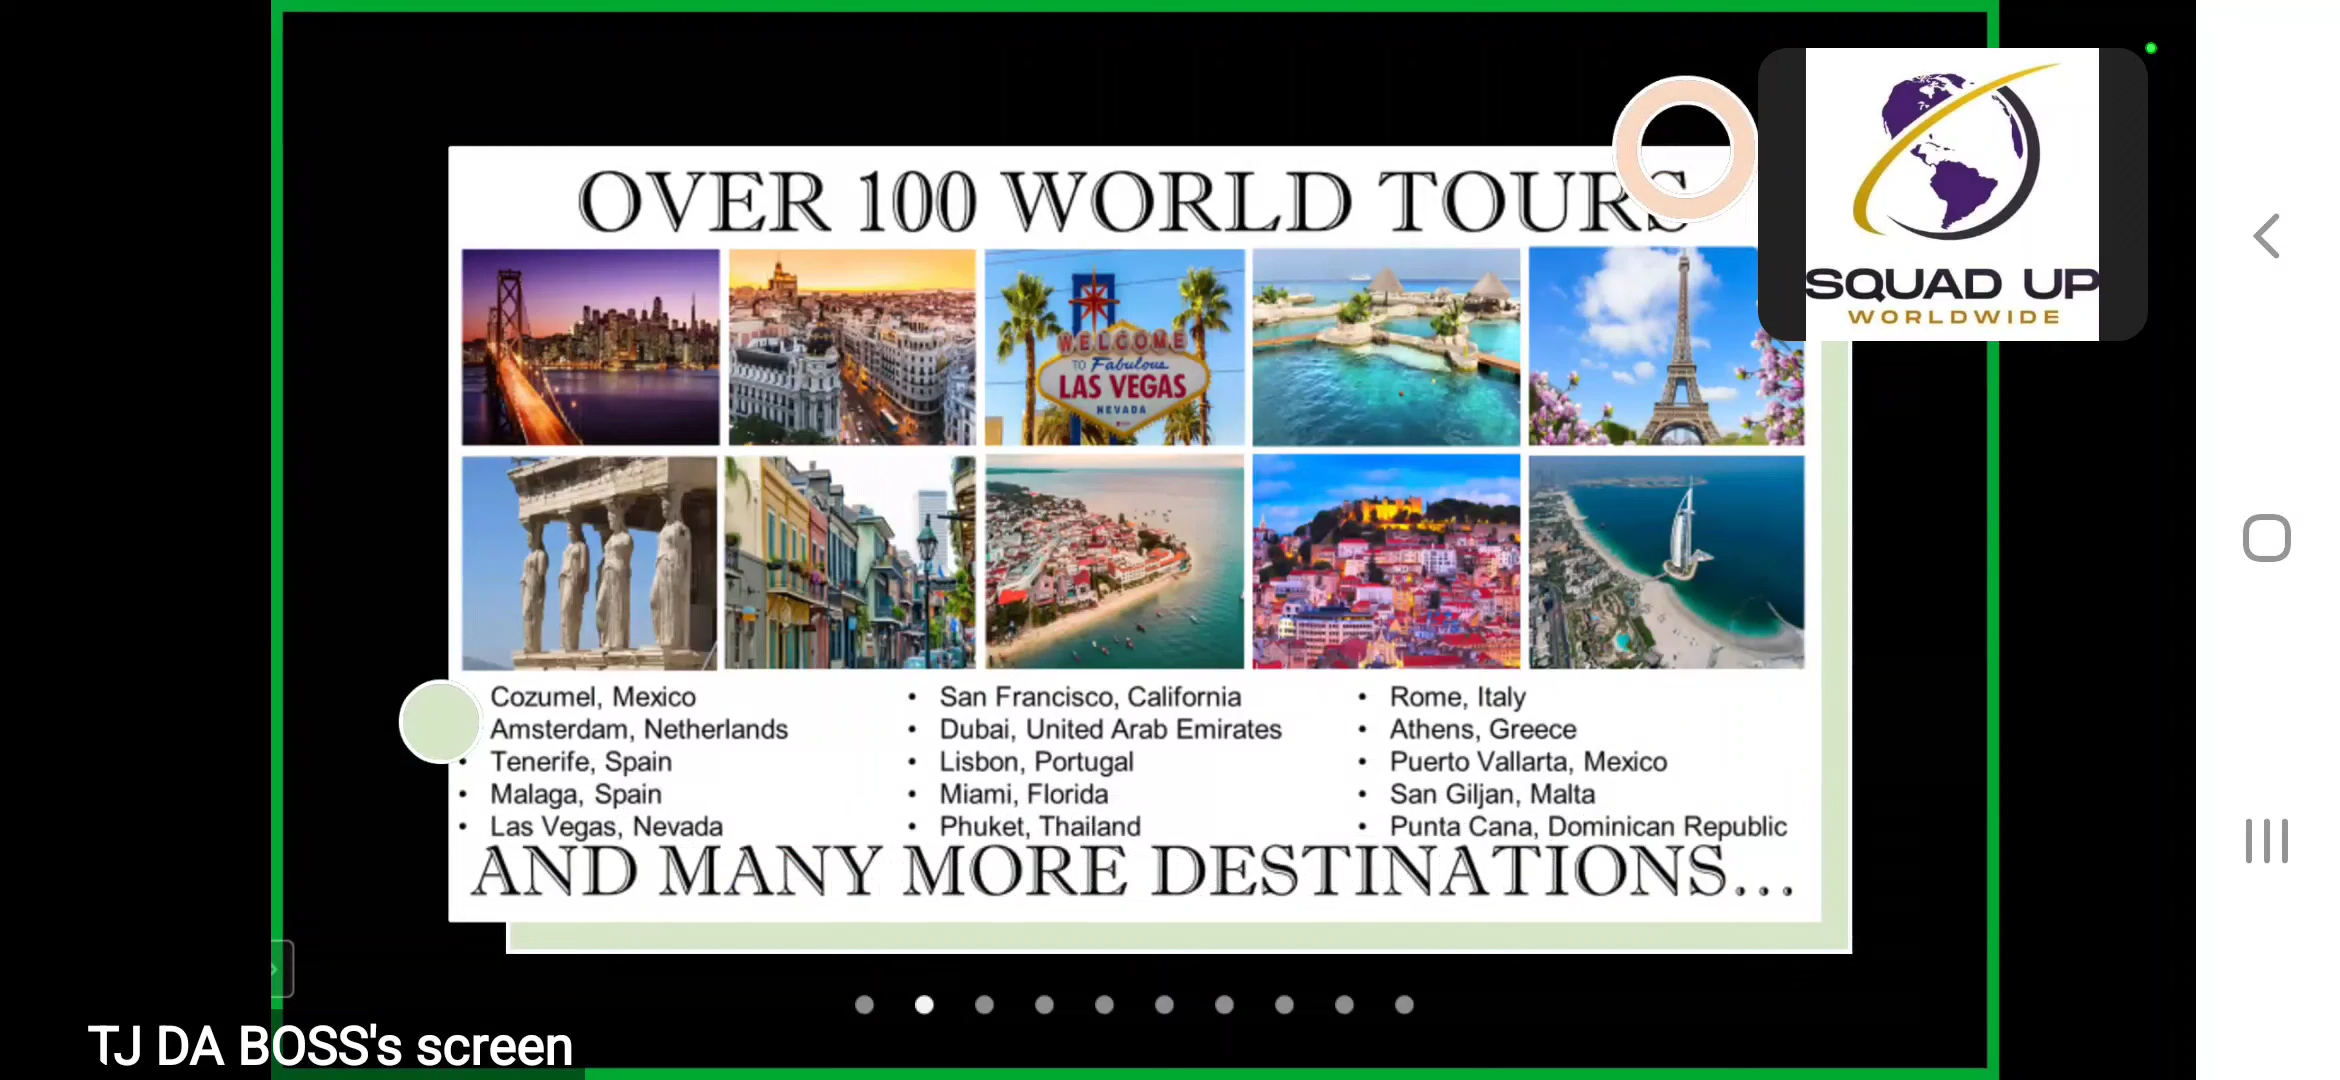 OVER 100 WORLD TOURS
SQUAD UP
WORLDWIDE
WELCOME
TO Fabulous
LAS VEGAS
NEVADA
Cozumel, Mexico
Amsterdam, Netherlands
• Tenerife, Spain
• Malaga, Spain
• Las Vegas, Nevada
• San Francisco, California
• Dubai, United Arab Emirates
• Lisbon, Portugal
• Miami, Florida
• Phuket, Thailand
• Rome, Italy
• Athens, Greece
• Puerto Vallarta, Mexico
• San Giljan, Malta
• Punta Cana, Dominican Republic
AND MANY MORE DESTINATIONS...
TJ DA BOSS's screen